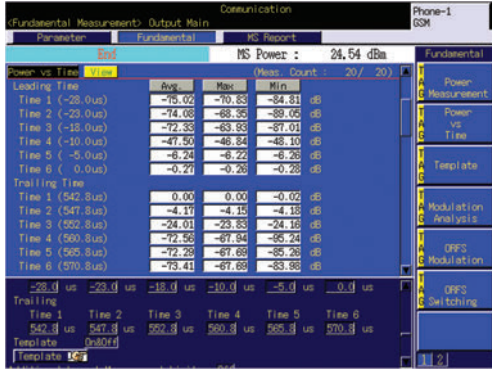 Communication
Phone-1
<Fundamental Measurement> Output Main
GSM
Parameter Fundamental MS Report
End MS Power : 24.54 dBm Fundamental
Power vs Time View (Meas. Count : 20/ 20)
Leading Time Avg. Max Min
Time 1 (-28.0us) -75.02 -70.83 -84.81 dB
Time 2 (-23.0us) -74.08 -68.35 -89.05 dB
Time 3 (-18.0us) -72.33 -63.93 -87.01 dB
Time 4 (-10.0us) -47.50 -46.84 -48.10 dB
Time 5 ( -5.0us) -6.24 -6.22 -6.26 dB
Time 6 ( 0.0us) -0.27 -0.26 -0.28 dB
Trailing Time
Time 1 (542.8us) 0.00 0.00 -0.02 dB
Time 2 (547.8us) -4.17 -4.15 -4.18 dB
Time 3 (552.8us) -24.01 -23.83 -24.16 dB
Time 4 (560.8us) -72.56 -67.94 -95.24 dB
Time 5 (565.8us) -72.29 -67.69 -85.26 dB
Time 6 (570.8us) -73.41 -67.69 -83.98 dB
-28.0 us -23.0 us -18.0 us -10.0 us -5.0 us 0.0 us
Trailing
Time 1 Time 2 Time 3 Time 4 Time 5 Time 6
542.8 us 547.8 us 552.8 us 560.8 us 565.8 us 570.8 us
Template On&Off
Template
TAG Power Measurement
TAG Power vs Time
TAG Template
TAG Modulation Analysis
TAG ORFS Modulation
TAG ORFS Switching
1 2